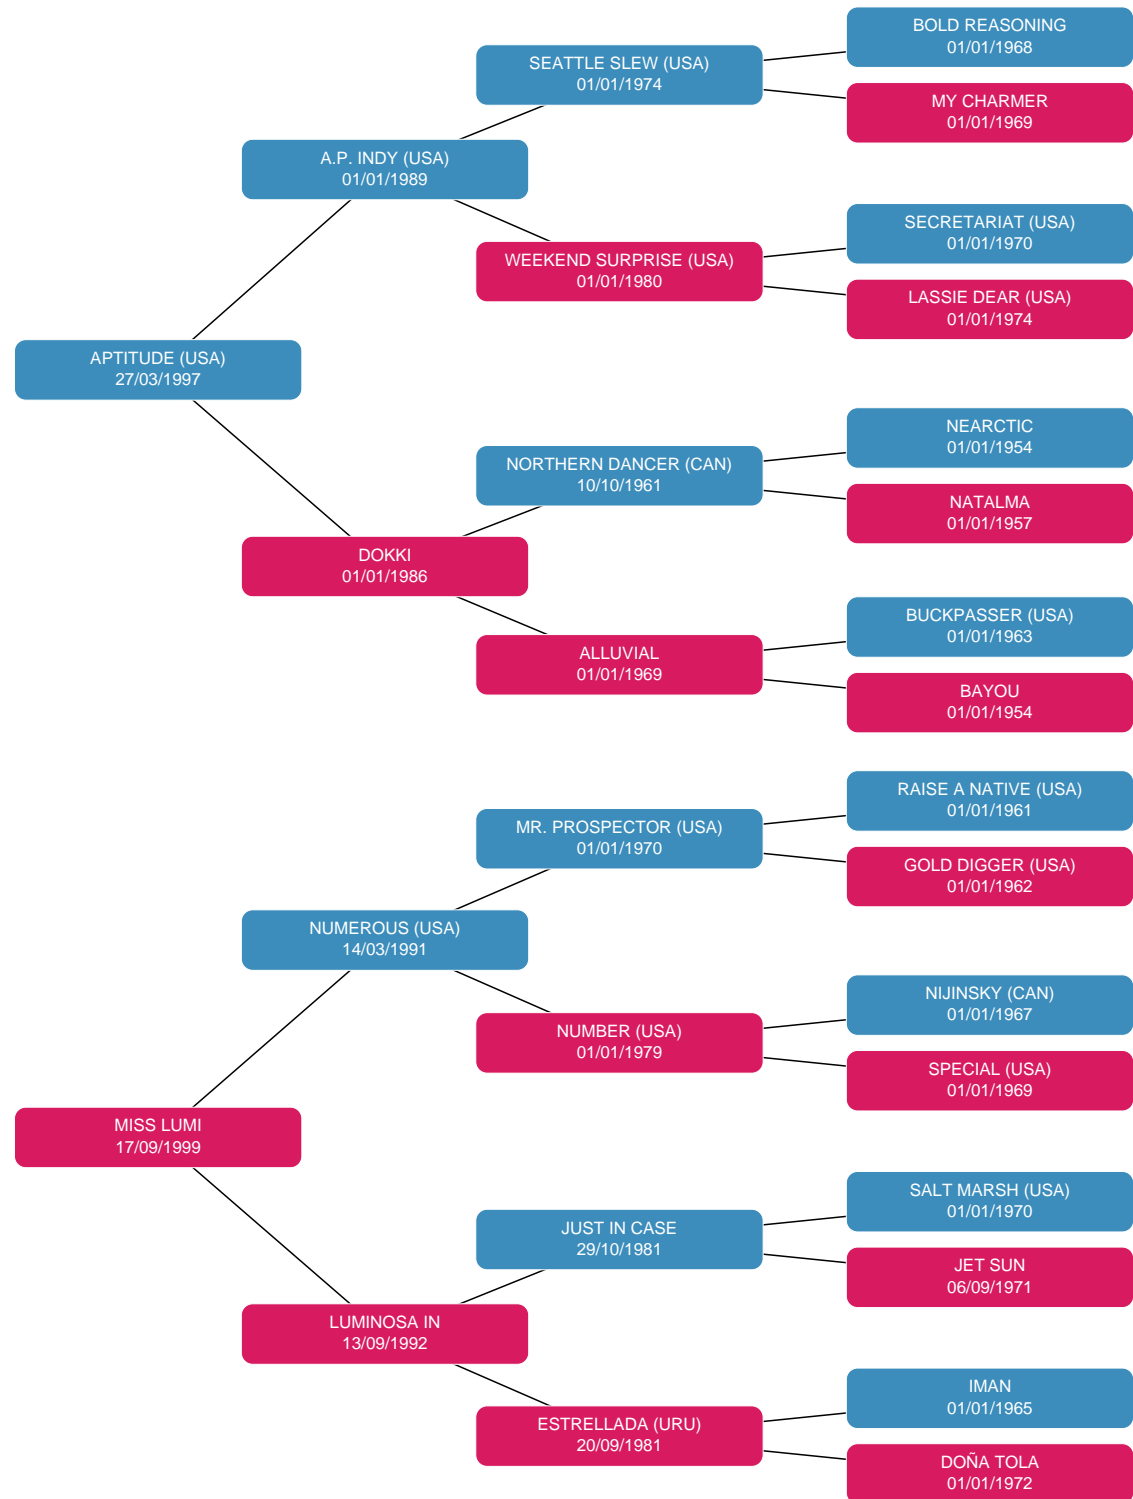 BOLD REASONING
01/01/1968
SEATTLE SLEW (USA)
01/01/1974
MY CHARMER
01/01/1969
A.P. INDY (USA)
01/01/1989
SECRETARIAT (USA)
01/01/1970
WEEKEND SURPRISE (USA)
01/01/1980
LASSIE DEAR (USA)
01/01/1974
APTITUDE (USA)
27/03/1997
NEARCTIC
01/01/1954
NORTHERN DANCER (CAN)
10/10/1961
NATALMA
01/01/1957
DOKKI
01/01/1986
BUCKPASSER (USA)
01/01/1963
ALLUVIAL
01/01/1969
BAYOU
01/01/1954
RAISE A NATIVE (USA)
01/01/1961
MR. PROSPECTOR (USA)
01/01/1970
GOLD DIGGER (USA)
01/01/1962
NUMEROUS (USA)
14/03/1991
NIJINSKY (CAN)
01/01/1967
NUMBER (USA)
01/01/1979
SPECIAL (USA)
01/01/1969
MISS LUMI
17/09/1999
SALT MARSH (USA)
01/01/1970
JUST IN CASE
29/10/1981
JET SUN
06/09/1971
LUMINOSA IN
13/09/1992
IMAN
01/01/1965
ESTRELLADA (URU)
20/09/1981
DOÑA TOLA
01/01/1972